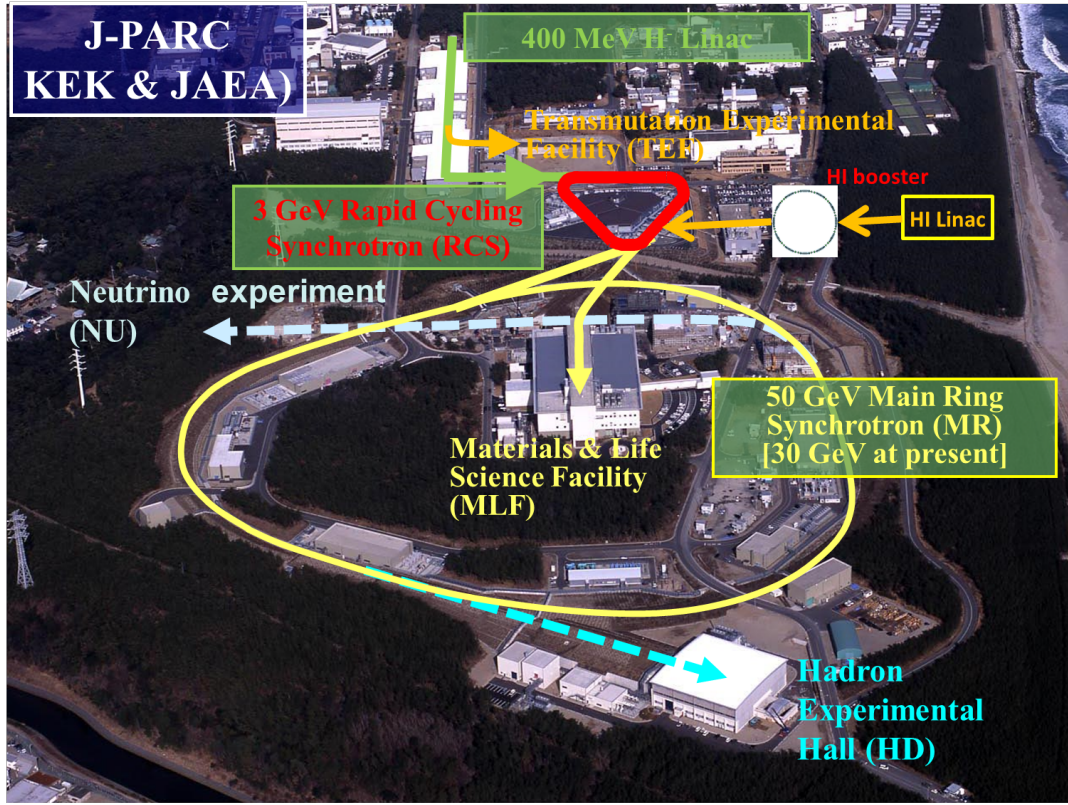 J-PARC
KEK & JAEA)
400 MeV H⁻ Linac
Transmutation Experimental
Facility (TEF)
HI booster
HI Linac
3 GeV Rapid Cycling
Synchrotron (RCS)
Neutrino experiment
(NU)
50 GeV Main Ring
Synchrotron (MR)
[30 GeV at present]
Materials & Life
Science Facility
(MLF)
Hadron
Experimental
Hall (HD)